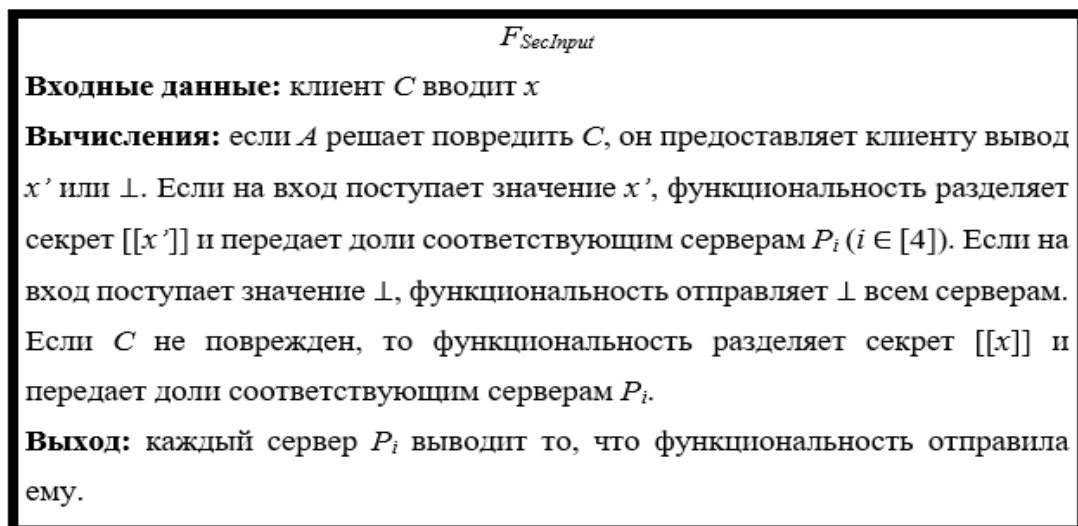 F_SecInput
Входные данные: клиент C вводит x
Вычисления: если A решает повредить C, он предоставляет клиенту вывод
x’ или ⊥. Если на вход поступает значение x’, функциональность разделяет
секрет [[x’]] и передает доли соответствующим серверам P_i (i ∈ [4]). Если на
вход поступает значение ⊥, функциональность отправляет ⊥ всем серверам.
Если C не поврежден, то функциональность разделяет секрет [[x]] и
передает доли соответствующим серверам P_i.
Выход: каждый сервер P_i выводит то, что функциональность отправила
ему.